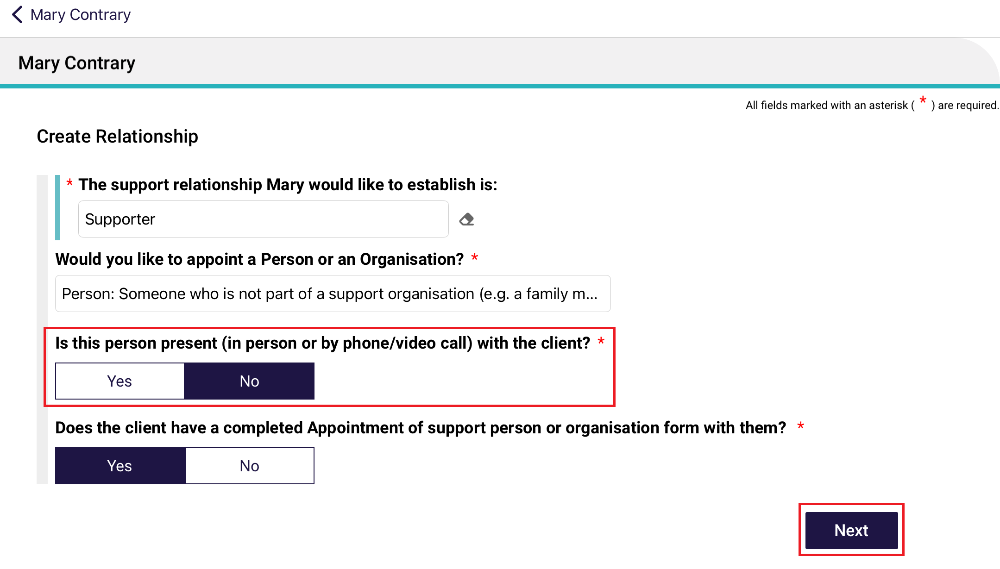 Mary Contrary
Mary Contrary
All fields marked with an asterisk ( * ) are required.
Create Relationship
* The support relationship Mary would like to establish is:
Supporter
Would you like to appoint a Person or an Organisation? *
Person: Someone who is not part of a support organisation (e.g. a family m...
Is this person present (in person or by phone/video call) with the client? *
Yes No
Does the client have a completed Appointment of support person or organisation form with them? *
Yes No
Next